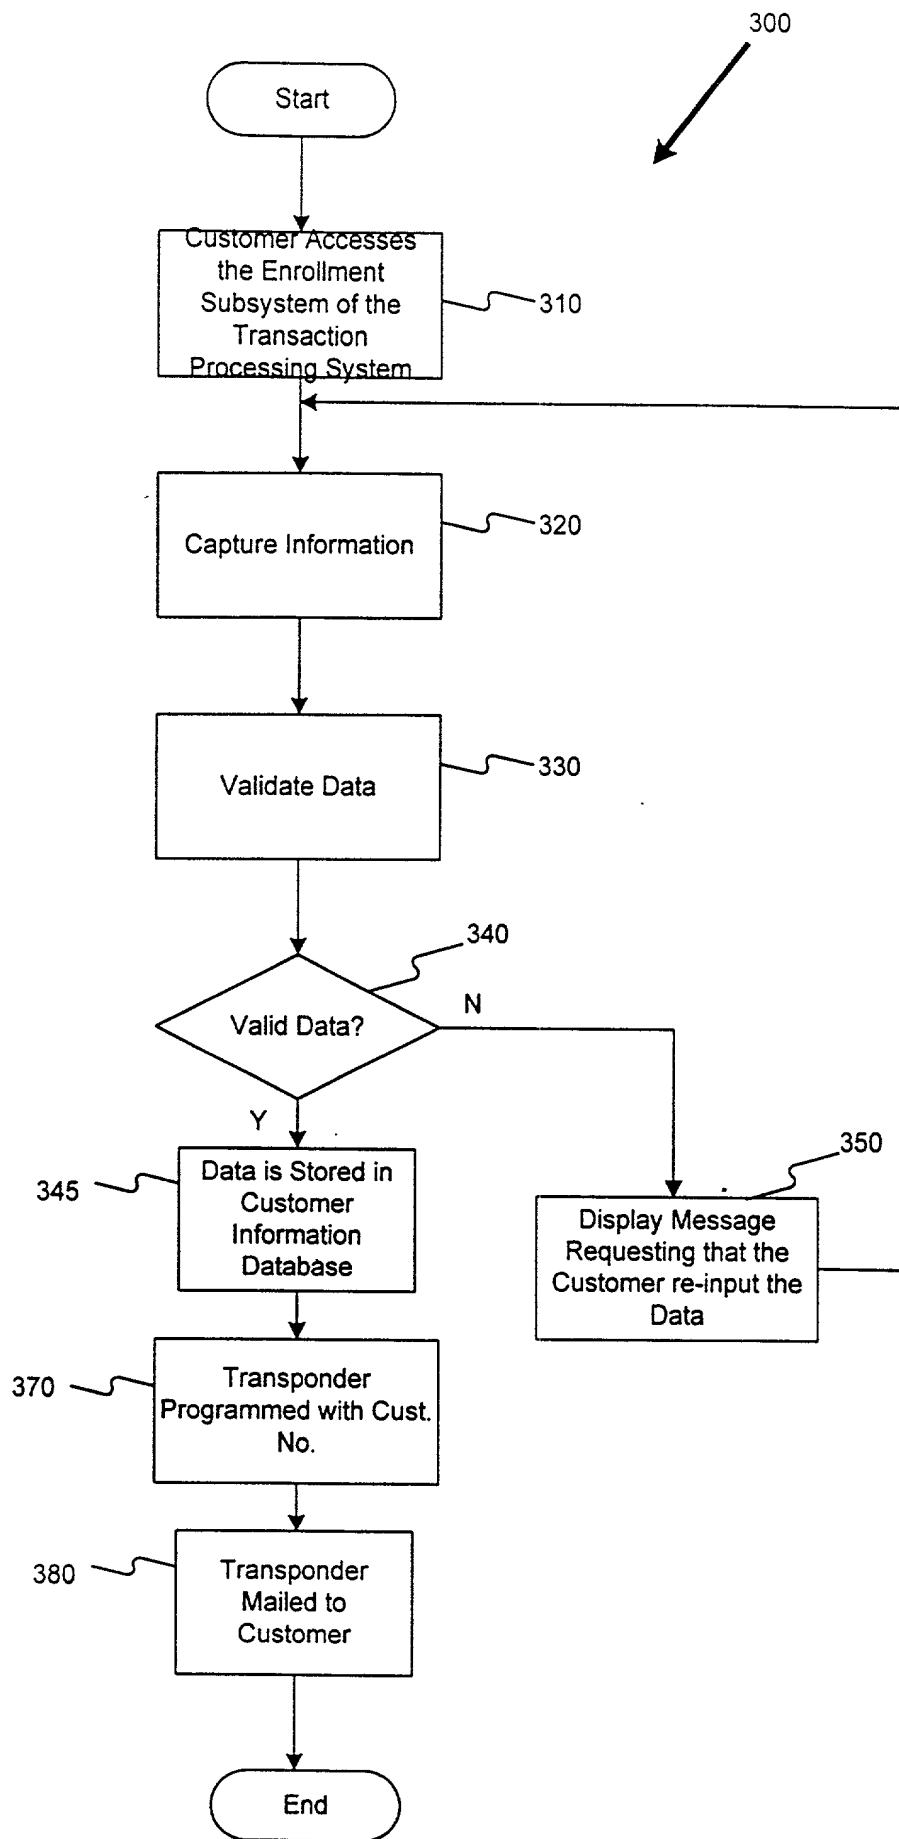 300
Start
Customer Accesses
the Enrollment
Subsystem of the
Transaction
Processing System
310
Capture Information
320
Validate Data
330
340
Valid Data?
N
Y
345
Data is Stored in
Customer
Information
Database
350
Display Message
Requesting that the
Customer re-input the
Data
370
Transponder
Programmed with Cust.
No.
380
Transponder
Mailed to
Customer
End